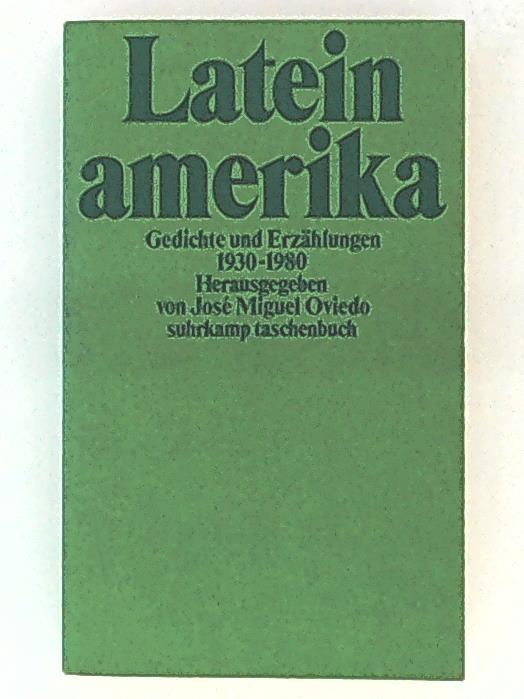 Latein
amerika
Gedichte und Erzählungen
1930-1980
Herausgegeben
von José Miguel Oviedo
suhrkamp taschenbuch